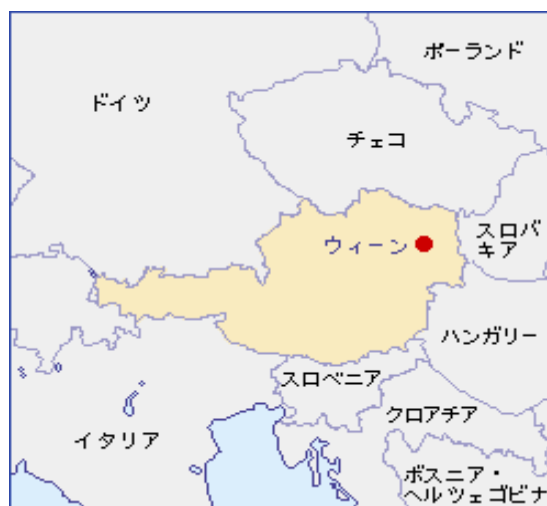 ポーランド
ドイツ
チェコ
スロバ
キア
ウィーン
ハンガリー
スロベニア
クロアチア
イタリア
ボスニア・
ヘルツェゴビナ